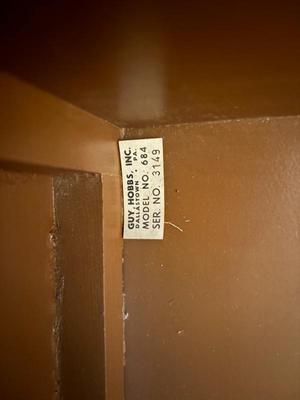 GUY HOBBS, INC.
DALLASTOWN • PA.
MODEL NO. 684
SER. NO. 3149